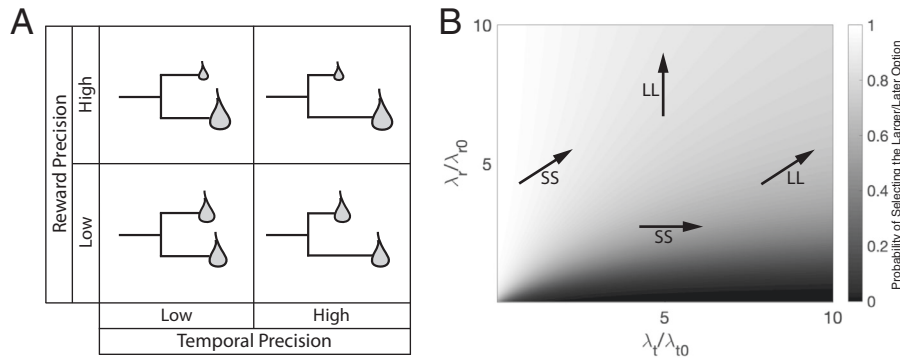 A
Reward Precision
High
Low
Low
High
Temporal Precision
B
10
5
λr/λr0
LL
SS
LL
SS
5
10
λt/λt0
1
0.8
0.6
0.4
0.2
0
Probability of Selecting the Larger/Later Option